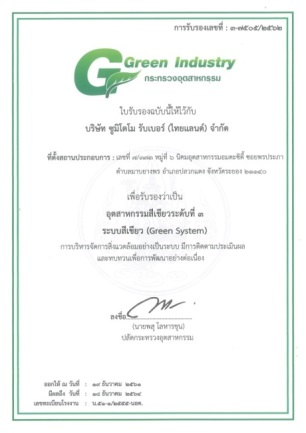 การรับรองเลขที่ : ๓-๗๕๐๕/๒๕๖๒
Green Industry
กระทรวงอุตสาหกรรม
ใบรับรองฉบับนี้ให้ไว้กับ
บริษัท ซูมิโตโม รับเบอร์ (ไทยแลนด์) จำกัด
ที่ตั้งสถานประกอบการ : เลขที่ หมู่ที่ ๖ นิคมอุตสาหกรรมอมตะซิตี้ ซอยพรประภา
ตำบลมาบยางพร อำเภอปลวกแดง จังหวัดระยอง ๒๑๑๔๐
เพื่อรับรองว่าเป็น
อุตสาหกรรมสีเขียวระดับที่ ๓
ระบบสีเขียว (Green System)
การบริหารจัดการสิ่งแวดล้อมอย่างเป็นระบบ มีการติดตามประเมินผล
และทบทวนเพื่อการพัฒนาอย่างต่อเนื่อง
ลงชื่อ
(นายพสุ โลหารชุน)
ปลัดกระทรวงอุตสาหกรรม
ออกให้ ณ วันที่ : ๑๙ ธันวาคม ๒๕๖๑
มีผลถึง วันที่ : ๑๘ ธันวาคม ๒๕๖๔
เลขทะเบียนโรงงาน :